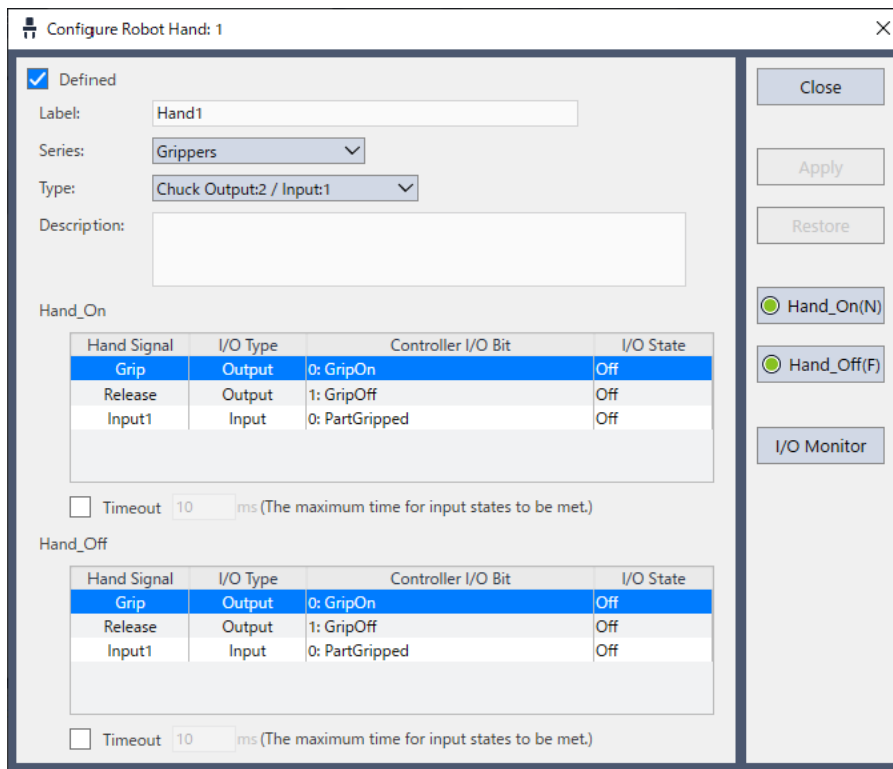 Configure Robot Hand: 1
Defined
Label: Hand1
Series: Grippers
Type: Chuck Output:2 / Input:1
Description:
Hand_On
Hand Signal I/O Type Controller I/O Bit I/O State
Grip Output 0: GripOn Off
Release Output 1: GripOff Off
Input1 Input 0: PartGripped Off
Timeout 10 ms (The maximum time for input states to be met.)
Hand_Off
Hand Signal I/O Type Controller I/O Bit I/O State
Grip Output 0: GripOn Off
Release Output 1: GripOff Off
Input1 Input 0: PartGripped Off
Timeout 10 ms (The maximum time for input states to be met.)
Close
Apply
Restore
Hand_On(N)
Hand_Off(F)
I/O Monitor